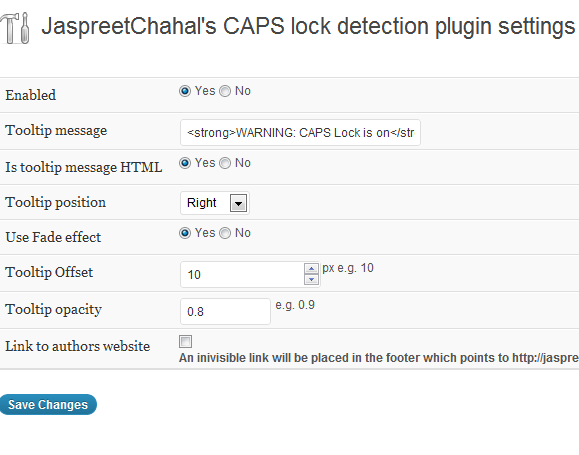 JaspreetChahal's CAPS lock detection plugin settings
Enabled Yes No
Tooltip message <strong>WARNING: CAPS Lock is on</str
Is tooltip message HTML Yes No
Tooltip position Right
Use Fade effect Yes No
Tooltip Offset 10 px e.g. 10
Tooltip opacity 0.8 e.g. 0.9
Link to authors website
An inivisible link will be placed in the footer which points to http://jaspre
Save Changes